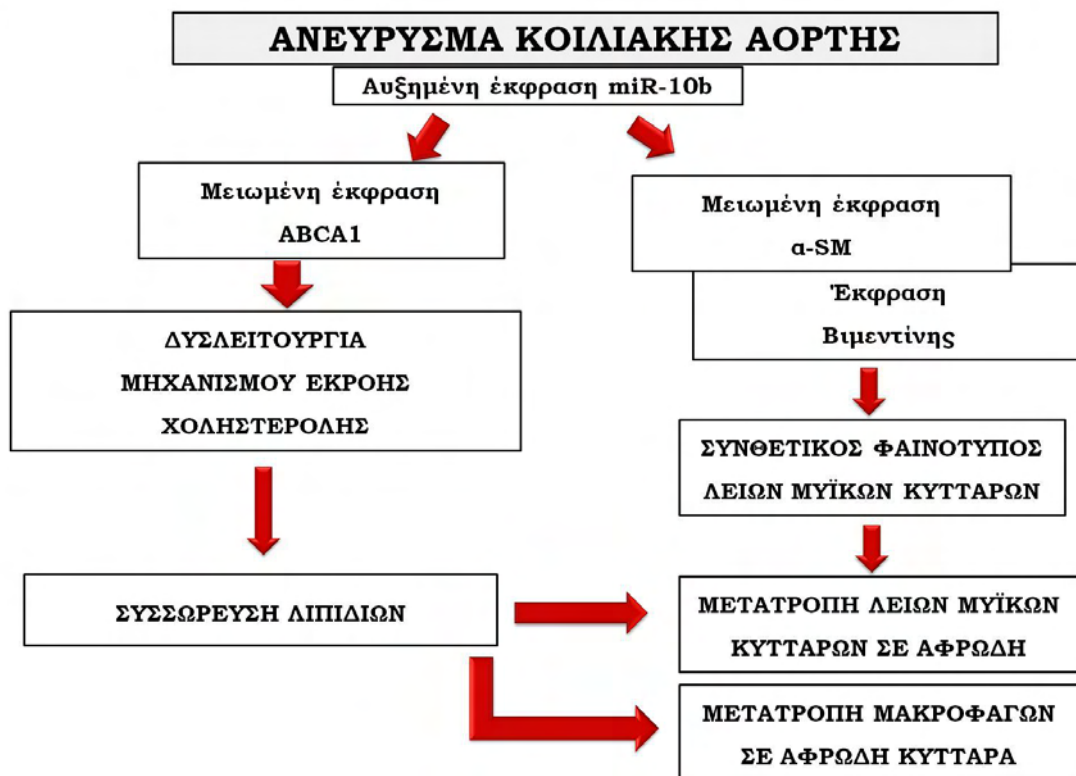 ΑΝΕΥΡΥΣΜΑ ΚΟΙΛΙΑΚΗΣ ΑΟΡΤΗΣ
Αυξημένη έκφραση miR-10b
Μειωμένη έκφραση
ABCA1
Μειωμένη έκφραση
α-SM
Έκφραση
Βιμεντίνης
ΔΥΣΛΕΙΤΟΥΡΓΙΑ
ΜΗΧΑΝΙΣΜΟΥ ΕΚΡΟΗΣ
ΧΟΛΗΣΤΕΡΟΛΗΣ
ΣΥΝΘΕΤΙΚΟΣ ΦΑΙΝΟΤΥΠΟΣ
ΛΕΙΩΝ ΜΥΪΚΩΝ ΚΥΤΤΑΡΩΝ
ΣΥΣΣΩΡΕΥΣΗ ΛΙΠΙΔΙΩΝ
ΜΕΤΑΤΡΟΠΗ ΛΕΙΩΝ ΜΥΪΚΩΝ
ΚΥΤΤΑΡΩΝ ΣΕ ΑΦΡΩΔΗ
ΜΕΤΑΤΡΟΠΗ ΜΑΚΡΟΦΑΓΩΝ
ΣΕ ΑΦΡΩΔΗ ΚΥΤΤΑΡΑ